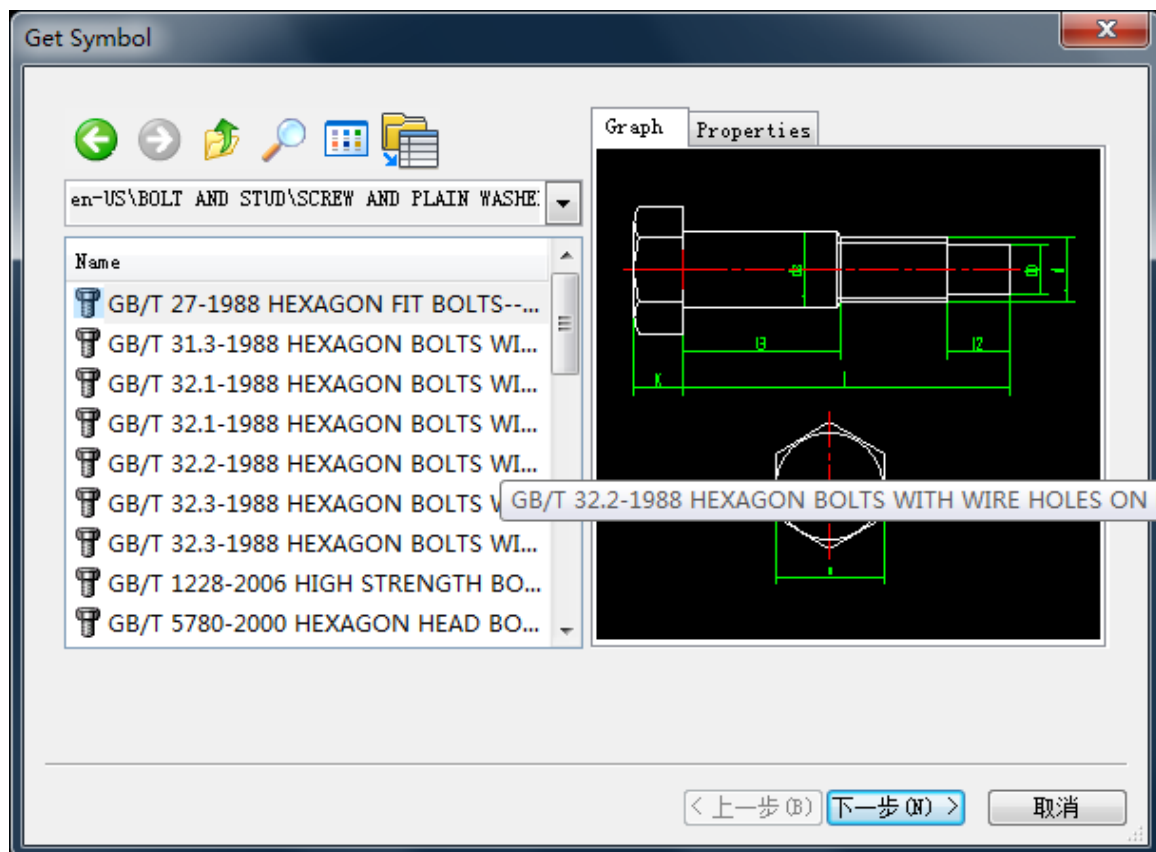 Get Symbol
Graph
Properties
en-US\BOLT AND STUD\SCREW AND PLAIN WASHE
Name
GB/T 27-1988 HEXAGON FIT BOLTS--...
GB/T 31.3-1988 HEXAGON BOLTS WI...
GB/T 32.1-1988 HEXAGON BOLTS WI...
GB/T 32.1-1988 HEXAGON BOLTS WI...
GB/T 32.2-1988 HEXAGON BOLTS WI...
GB/T 32.3-1988 HEXAGON BOLTS
GB/T 32.2-1988 HEXAGON BOLTS WITH WIRE HOLES ON
GB/T 32.3-1988 HEXAGON BOLTS WI...
GB/T 1228-2006 HIGH STRENGTH BO...
GB/T 5780-2000 HEXAGON HEAD BO...
l3
l2
K
l
< 上一步(B)
下一步(N) >
取消